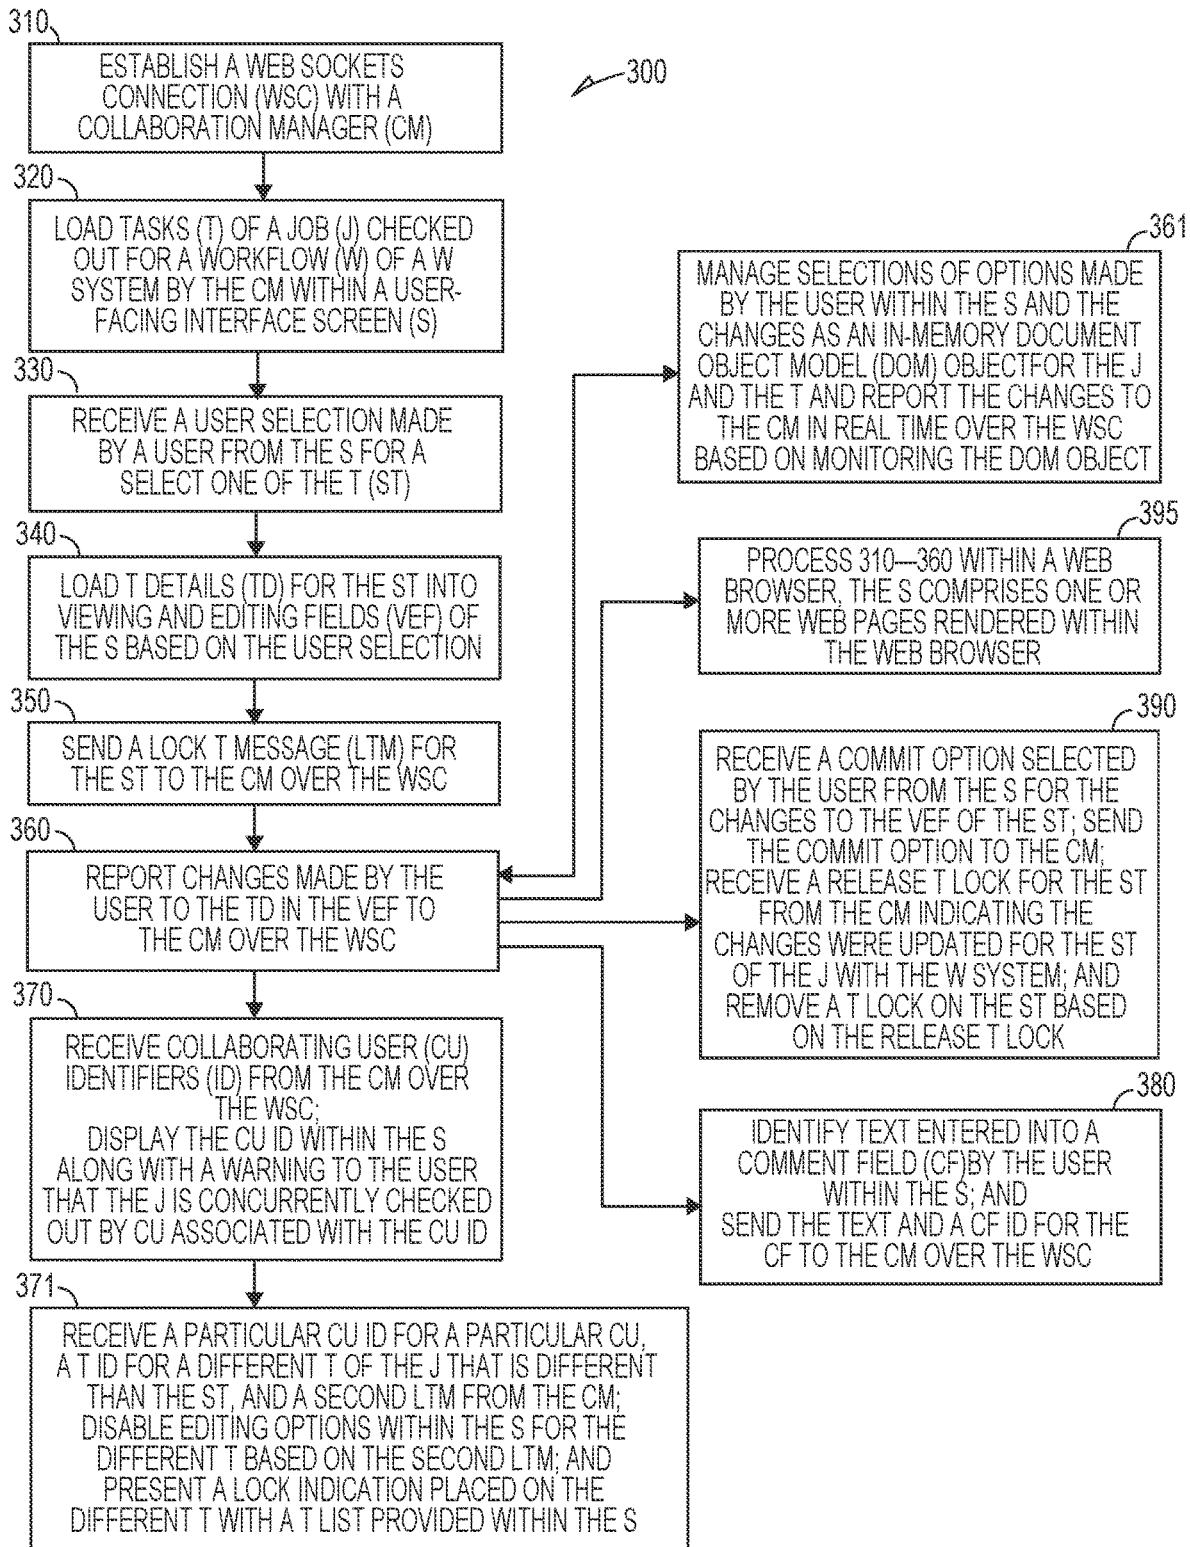 310
ESTABLISH A WEB SOCKETS
CONNECTION (WSC) WITH A
COLLABORATION MANAGER (CM)
300
320
LOAD TASKS (T) OF A JOB (J) CHECKED
OUT FOR A WORKFLOW (W) OF A W
SYSTEM BY THE CM WITHIN A USER-
FACING INTERFACE SCREEN (S)
330
RECEIVE A USER SELECTION MADE
BY A USER FROM THE S FOR A
SELECT ONE OF THE T (ST)
340
LOAD T DETAILS (TD) FOR THE ST INTO
VIEWING AND EDITING FIELDS (VEF) OF
THE S BASED ON THE USER SELECTION
350
SEND A LOCK T MESSAGE (LTM) FOR
THE ST TO THE CM OVER THE WSC
360
REPORT CHANGES MADE BY THE
USER TO THE TD IN THE VEF TO
THE CM OVER THE WSC
370
RECEIVE COLLABORATING USER (CU)
IDENTIFIERS (ID) FROM THE CM OVER
THE WSC;
DISPLAY THE CU ID WITHIN THE S
ALONG WITH A WARNING TO THE USER
THAT THE J IS CONCURRENTLY CHECKED
OUT BY CU ASSOCIATED WITH THE CU ID
371
RECEIVE A PARTICULAR CU ID FOR A PARTICULAR CU,
A T ID FOR A DIFFERENT T OF THE J THAT IS DIFFERENT
THAN THE ST, AND A SECOND LTM FROM THE CM;
DISABLE EDITING OPTIONS WITHIN THE S FOR THE
DIFFERENT T BASED ON THE SECOND LTM; AND
PRESENT A LOCK INDICATION PLACED ON THE
DIFFERENT T WITH A T LIST PROVIDED WITHIN THE S
361
MANAGE SELECTIONS OF OPTIONS MADE
BY THE USER WITHIN THE S AND THE
CHANGES AS AN IN-MEMORY DOCUMENT
OBJECT MODEL (DOM) OBJECTFOR THE J
AND THE T AND REPORT THE CHANGES TO
THE CM IN REAL TIME OVER THE WSC
BASED ON MONITORING THE DOM OBJECT
395
PROCESS 310—360 WITHIN A WEB
BROWSER, THE S COMPRISES ONE OR
MORE WEB PAGES RENDERED WITHIN
THE WEB BROWSER
390
RECEIVE A COMMIT OPTION SELECTED
BY THE USER FROM THE S FOR THE
CHANGES TO THE VEF OF THE ST; SEND
THE COMMIT OPTION TO THE CM;
RECEIVE A RELEASE T LOCK FOR THE ST
FROM THE CM INDICATING THE
CHANGES WERE UPDATED FOR THE ST
OF THE J WITH THE W SYSTEM; AND
REMOVE A T LOCK ON THE ST BASED
ON THE RELEASE T LOCK
380
IDENTIFY TEXT ENTERED INTO A
COMMENT FIELD (CF)BY THE USER
WITHIN THE S; AND
SEND THE TEXT AND A CF ID FOR THE
CF TO THE CM OVER THE WSC